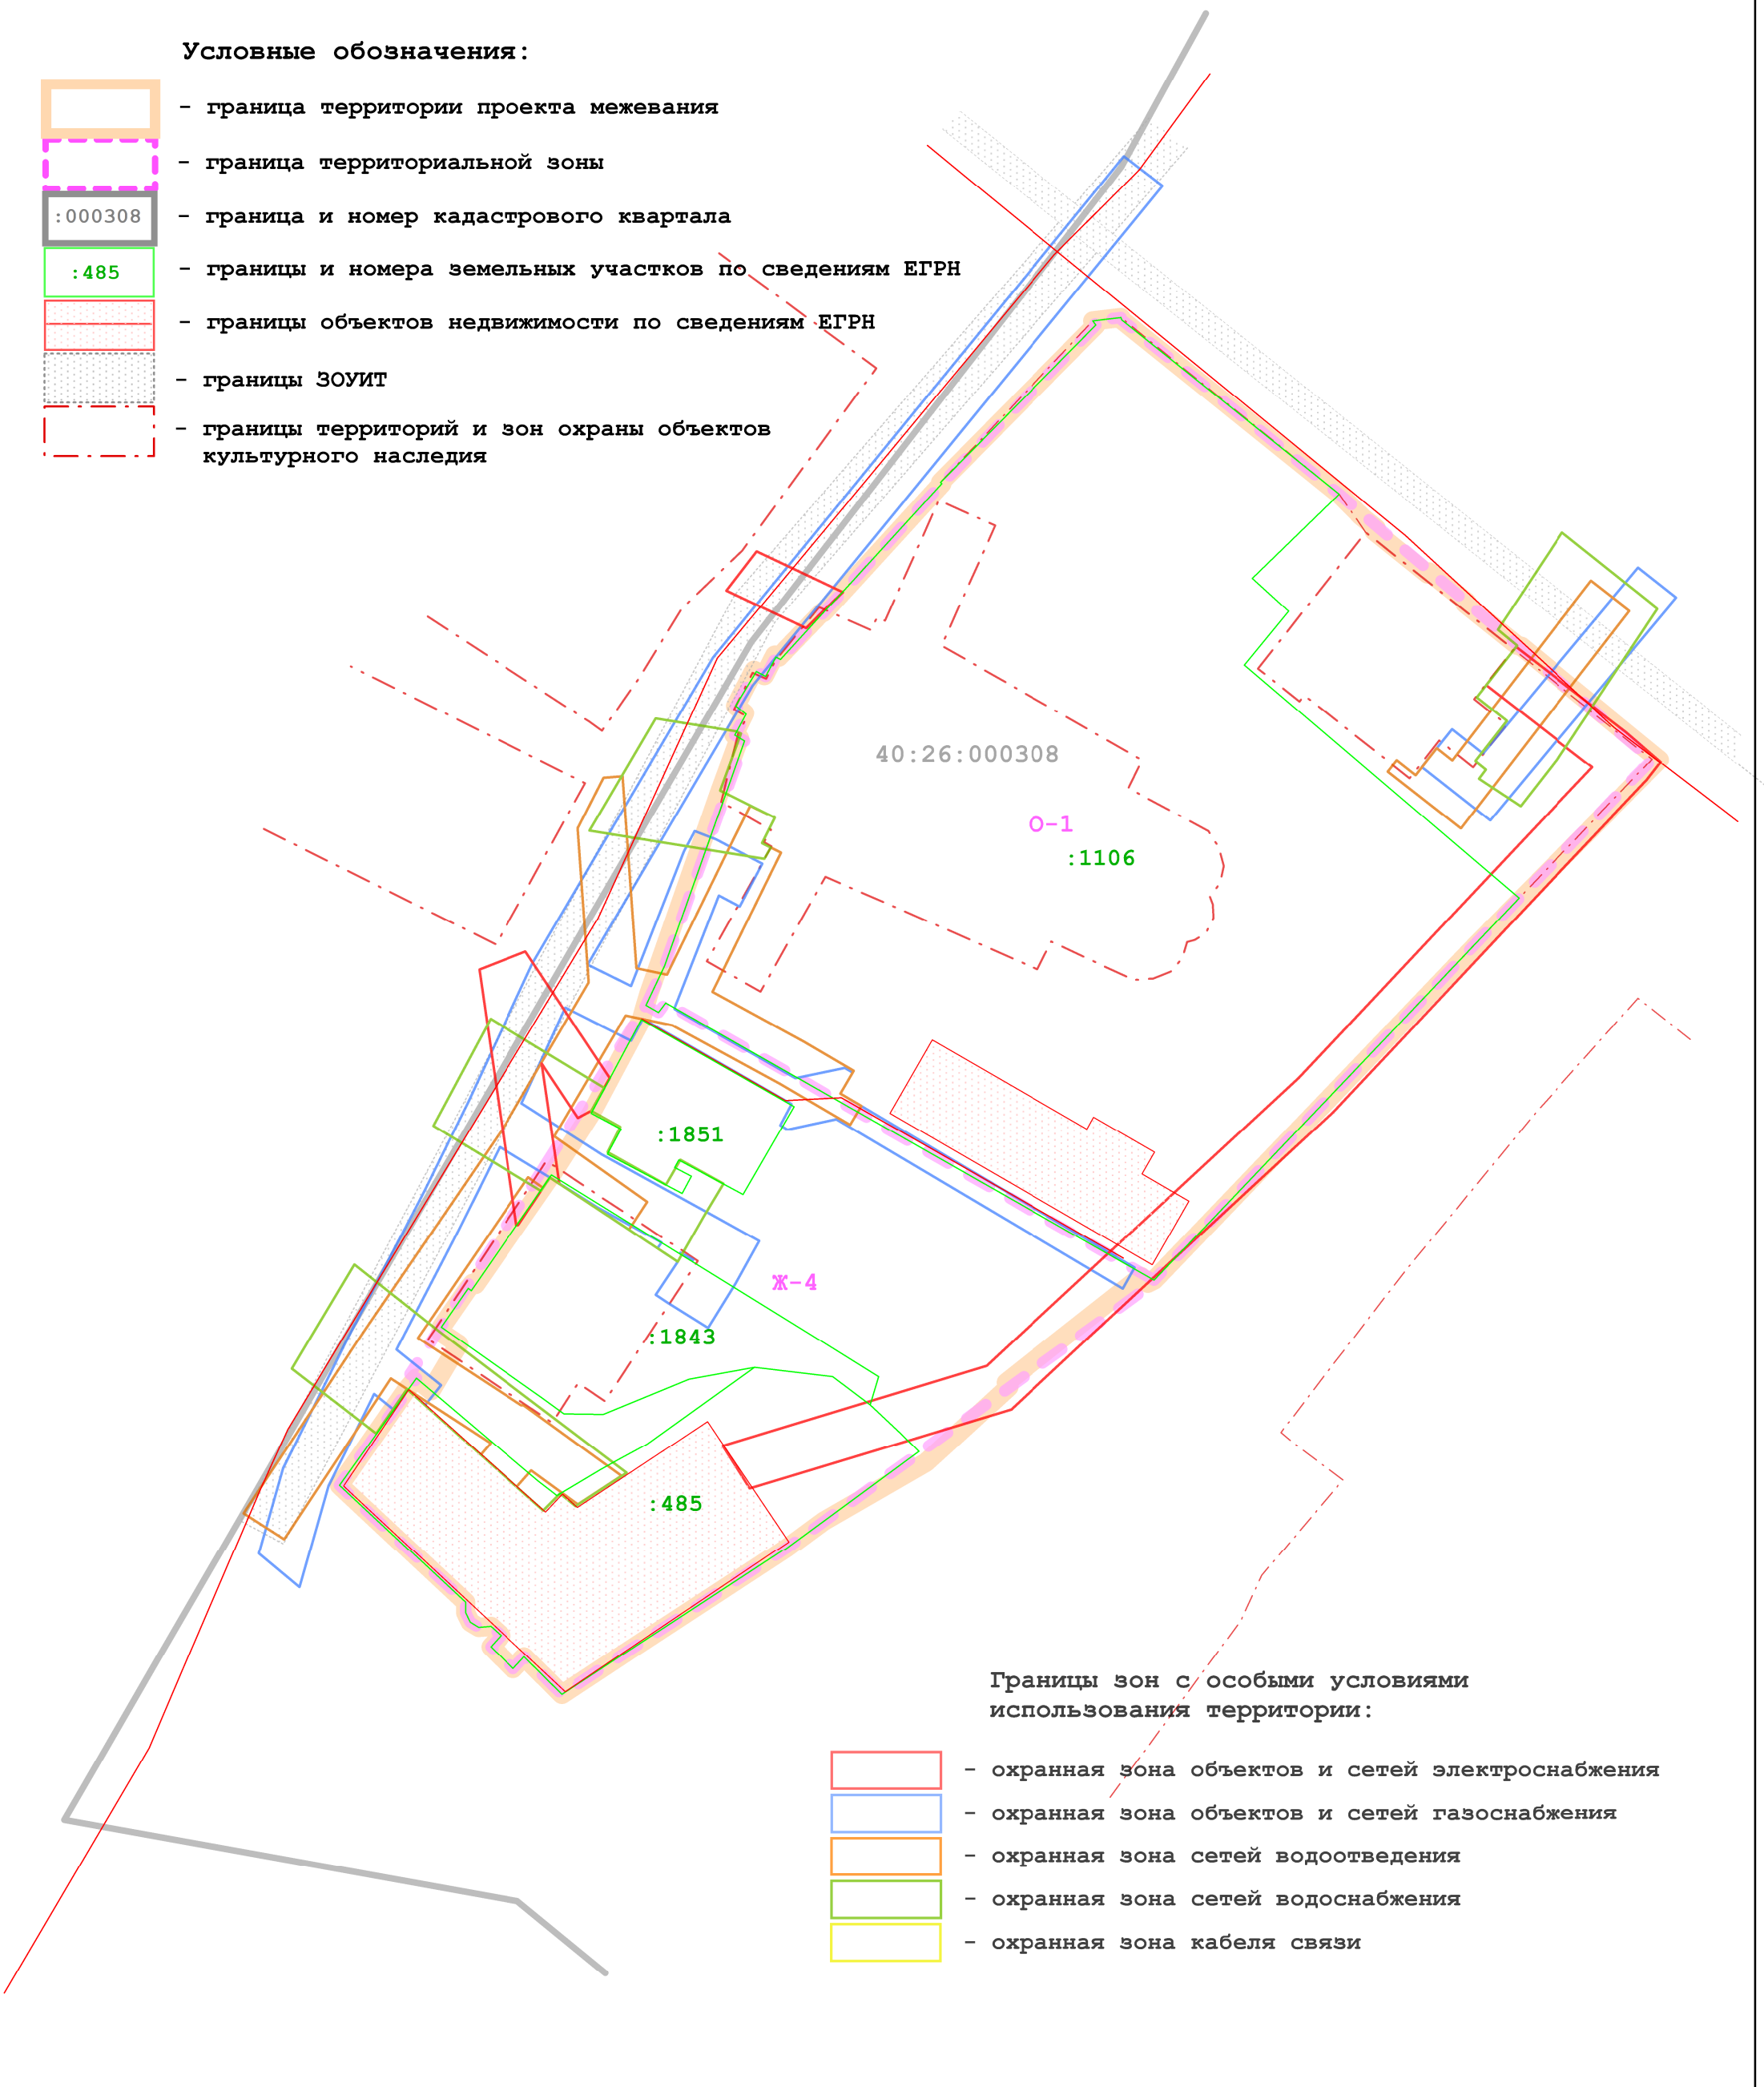 Условные обозначения:
- граница территории проекта межевания
- граница территориальной зоны
:000308 - граница и номер кадастрового квартала
:485 - границы и номера земельных участков по сведениям ЕГРН
- границы объектов недвижимости по сведениям ЕГРН
- границы ЗОУИТ
- границы территорий и зон охраны объектов
культурного наследия
40:26:000308
О-1
:1106
:1851
Ж-4
:1843
:485
Границы зон с особыми условиями
использования территории:
- охранная зона объектов и сетей электроснабжения
- охранная зона объектов и сетей газоснабжения
- охранная зона сетей водоотведения
- охранная зона сетей водоснабжения
- охранная зона кабеля связи